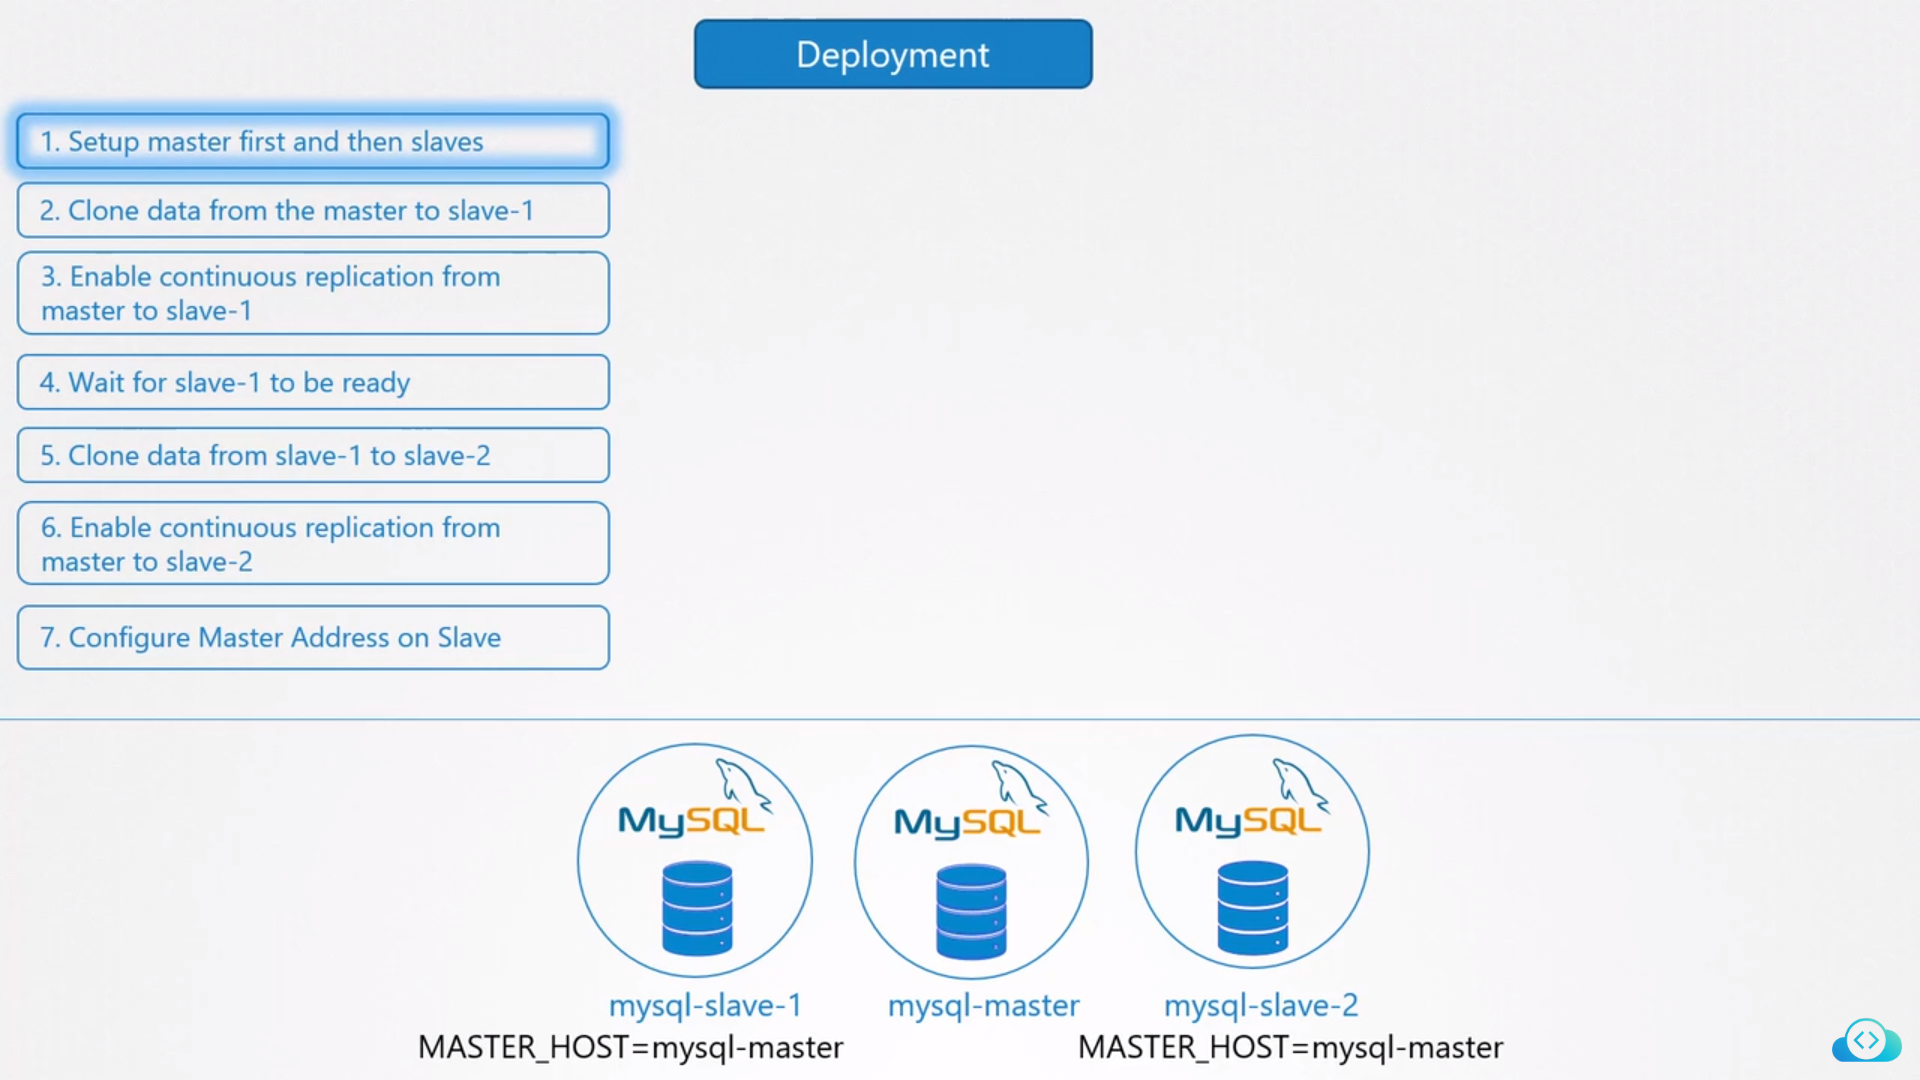 Deployment
1. Setup master first and then slaves
2. Clone data from the master to slave-1
3. Enable continuous replication from
master to slave-1
4. Wait for slave-1 to be ready
5. Clone data from slave-1 to slave-2
6. Enable continuous replication from
master to slave-2
7. Configure Master Address on Slave
MySQL MySQL MySQL
mysql-slave-1 mysql-master mysql-slave-2
MASTER_HOST=mysql-master MASTER_HOST=mysql-master